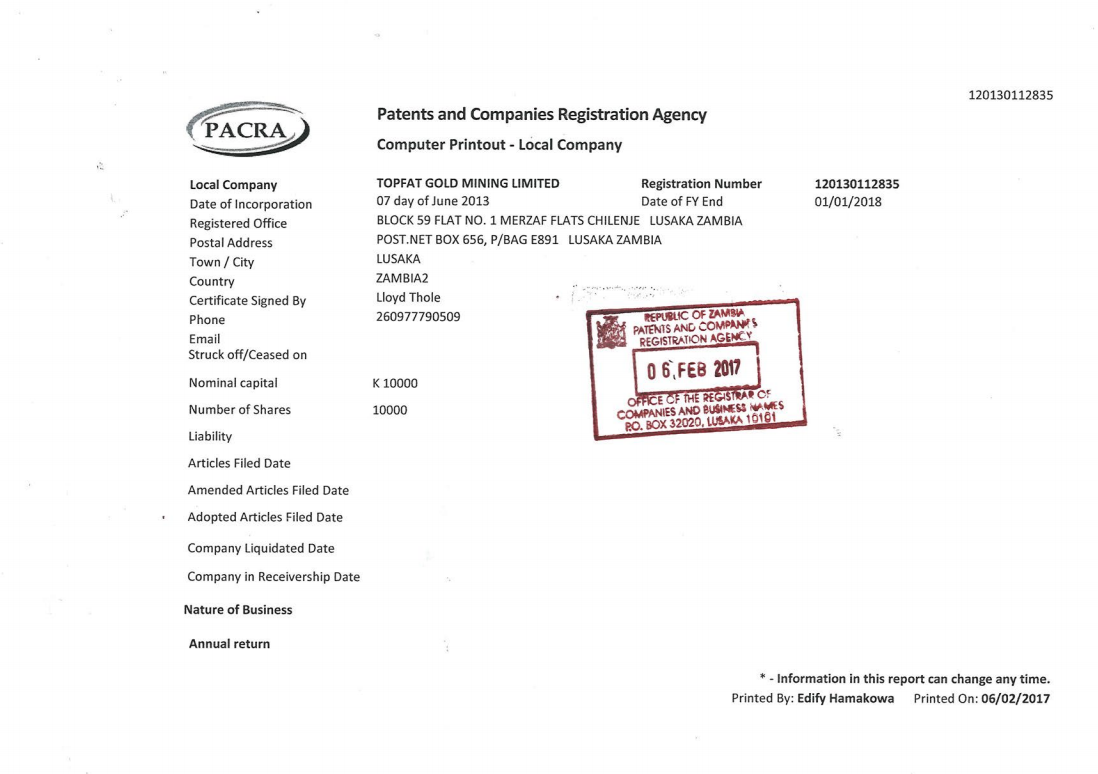 120130112835
PACRA
Patents and Companies Registration Agency
Computer Printout - Local Company
Local Company TOPFAT GOLD MINING LIMITED Registration Number 120130112835
Date of Incorporation 07 day of June 2013 Date of FY End 01/01/2018
Registered Office BLOCK 59 FLAT NO. 1 MERZAF FLATS CHILENJE LUSAKA ZAMBIA
Postal Address POST.NET BOX 656, P/BAG E891 LUSAKA ZAMBIA
Town / City LUSAKA
Country ZAMBIA2
Certificate Signed By Lloyd Thole
Phone 260977790509
Email
Struck off/Ceased on
Nominal capital K 10000
Number of Shares 10000
Liability
Articles Filed Date
Amended Articles Filed Date
Adopted Articles Filed Date
Company Liquidated Date
Company in Receivership Date
Nature of Business
Annual return
REPUBLIC OF ZAMBIA
PATENTS AND COMPANIES
REGISTRATION AGENCY
06 FEB 2017
OFFICE OF THE REGISTRAR OF
COMPANIES AND BUSINESS NAMES
P.O. BOX 32020, LUSAKA 10101
* - Information in this report can change any time.
Printed By: Edify Hamakowa Printed On: 06/02/2017